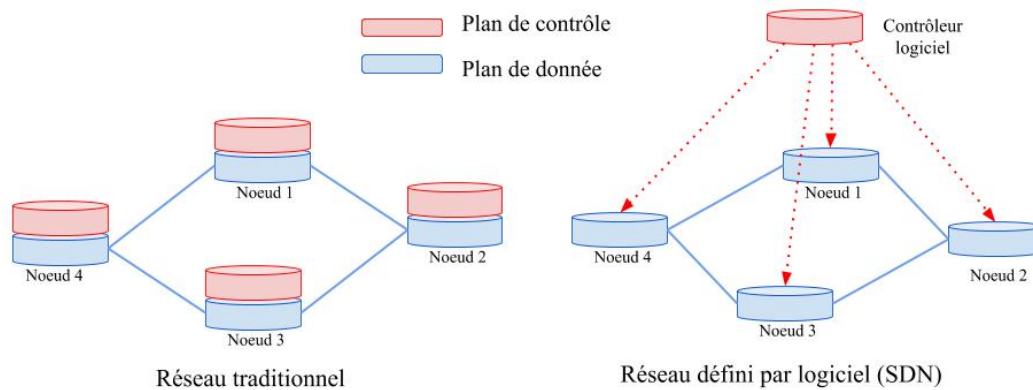 Plan de contrôle
Plan de donnée
Contrôleur
logiciel
Noeud 1
Noeud 2
Noeud 4
Noeud 3
Réseau traditionnel
Noeud 1
Noeud 4
Noeud 2
Noeud 3
Réseau défini par logiciel (SDN)